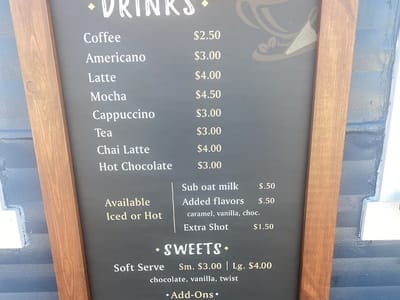 • DRINKS •
Coffee $2.50
Americano $3.00
Latte $4.00
Mocha $4.50
Cappuccino $3.00
Tea $3.00
Chai Latte $4.00
Hot Chocolate $3.00
Available
Iced or Hot
Sub oat milk $.50
Added flavors $.50
caramel, vanilla, choc.
Extra Shot $1.50
• SWEETS •
Soft Serve Sm. $3.00 | Lg. $4.00
chocolate, vanilla, twist
• Add-Ons •